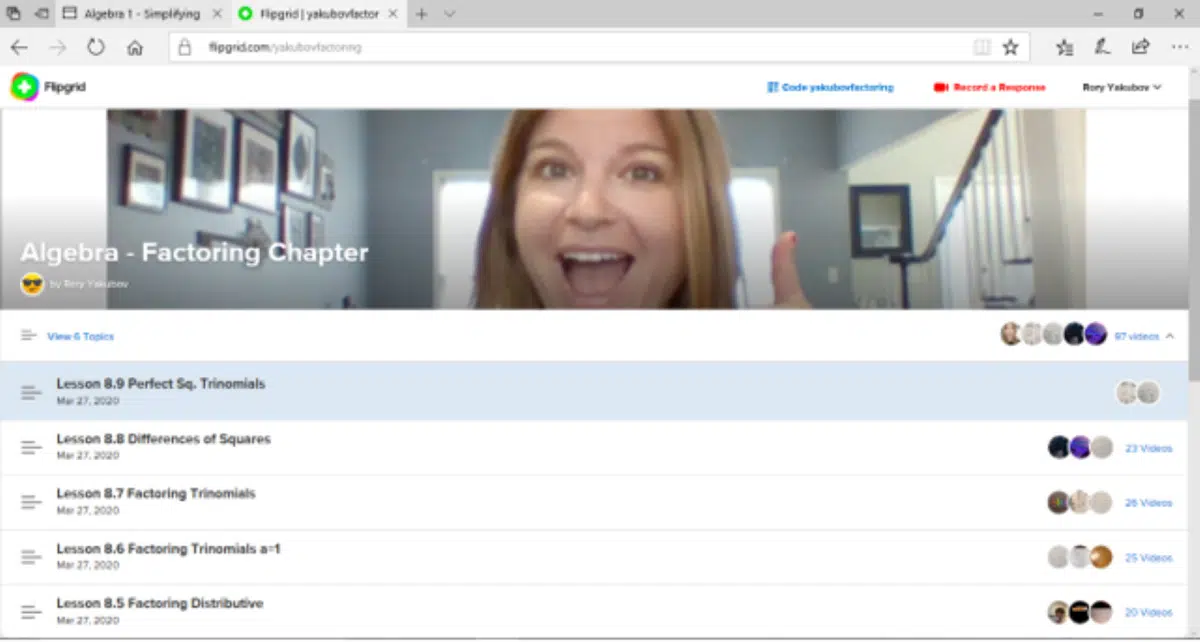 Algebra 1 - Simplifying
Flipgrid | yakubovfactor
flipgrid.com/yakubovfactoring
Flipgrid
Code yakubovfactoring
Record a Response
Rory Yakubov
Algebra - Factoring Chapter
by Rory Yakubov
View 6 Topics
97 videos
Lesson 8.9 Perfect Sq. Trinomials
Mar 27, 2020
Lesson 8.8 Differences of Squares
Mar 27, 2020
23 Videos
Lesson 8.7 Factoring Trinomials
Mar 27, 2020
26 Videos
Lesson 8.6 Factoring Trinomials a=1
Mar 27, 2020
25 Videos
Lesson 8.5 Factoring Distributive
Mar 27, 2020
20 Videos